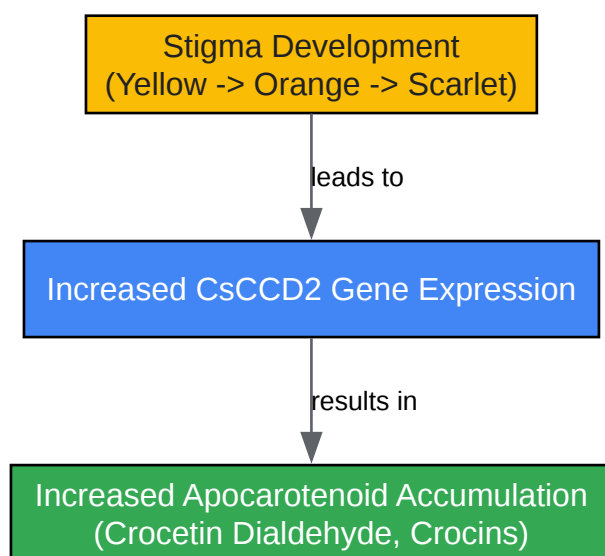 Stigma Development
(Yellow -> Orange -> Scarlet)
leads to
Increased CsCCD2 Gene Expression
results in
Increased Apocarotenoid Accumulation
(Crocetin Dialdehyde, Crocins)